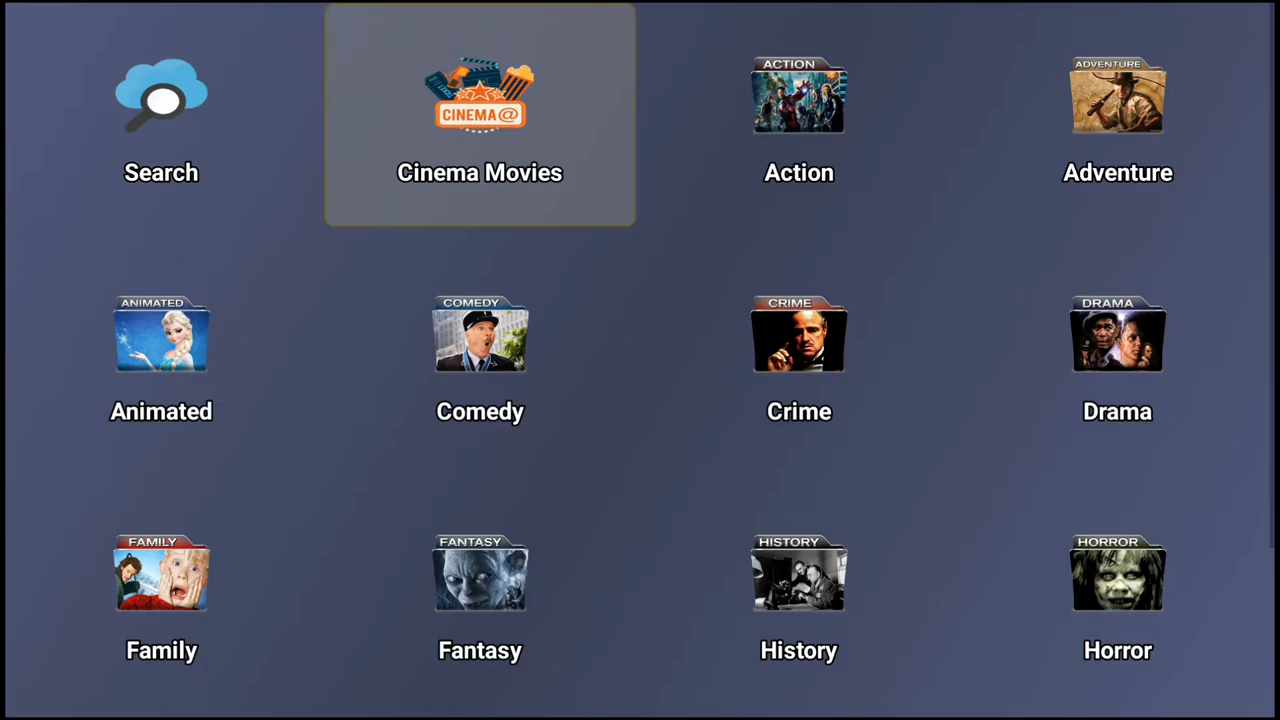 CINEMA@
ACTION
ADVENTURE
Search
Cinema Movies
Action
Adventure
ANIMATED
COMEDY
CRIME
DRAMA
Animated
Comedy
Crime
Drama
FAMILY
FANTASY
HISTORY
HORROR
Family
Fantasy
History
Horror